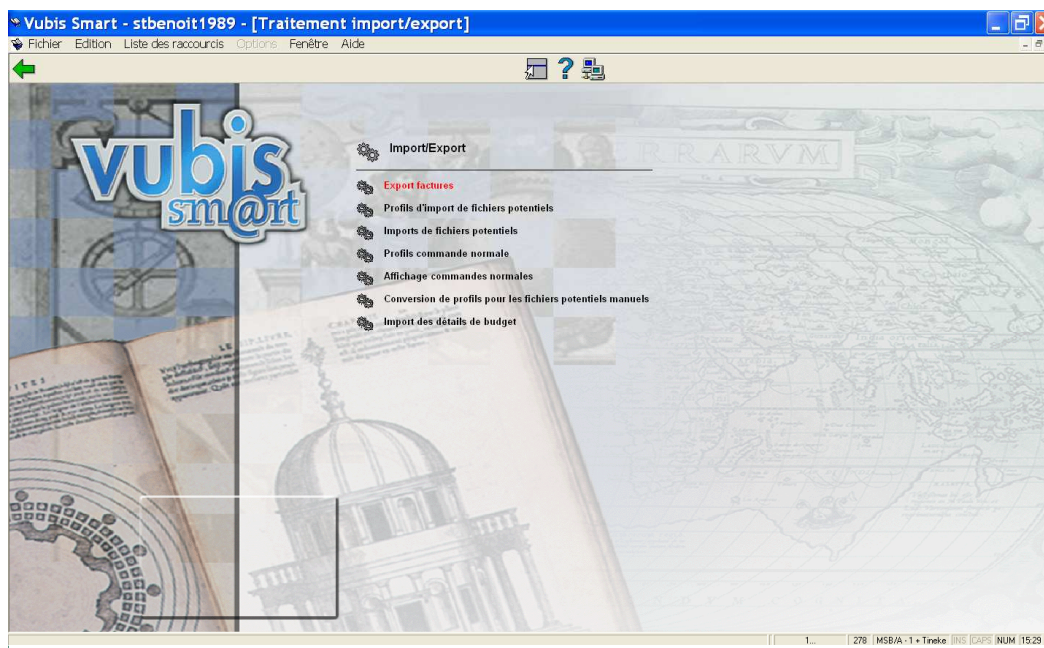 Vubis Smart - stbenoit1989 - [Traitement import/export]
Fichier Edition Liste des raccourcis Options Fenêtre Aide
?
vubis
sm@rt
Import/Export
Export factures
Profils d'import de fichiers potentiels
Imports de fichiers potentiels
Profils commande normale
Affichage commandes normales
Conversion de profils pour les fichiers potentiels manuels
Import des détails de budget
RRARVM
1... 278 MSB/A - 1 + Tineke INS CAPS NUM 15:29